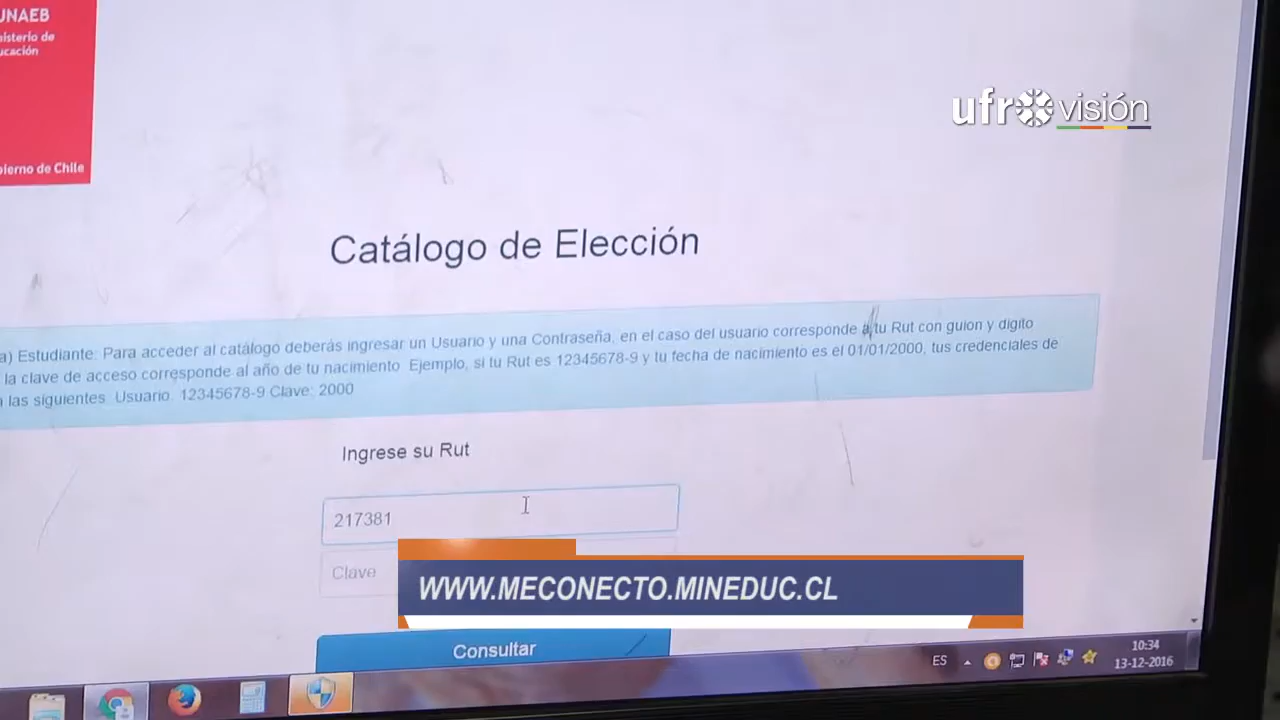 UNAEB
isterio de
ucación
ierno de Chile
ufro visión
Catálogo de Elección
a) Estudiante: Para acceder al catálogo deberás ingresar un Usuario y una Contraseña, en el caso del usuario corresponde a tu Rut con guion y digito
la clave de acceso corresponde al año de tu nacimiento Ejemplo, si tu Rut es 12345678-9 y tu fecha de nacimiento es el 01/01/2000, tus credenciales de
las siguientes Usuario 12345678-9 Clave: 2000
Ingrese su Rut
217381
Clave
WWW.MECONECTO.MINEDUC.CL
Consultar
ES
10:34
13-12-2016